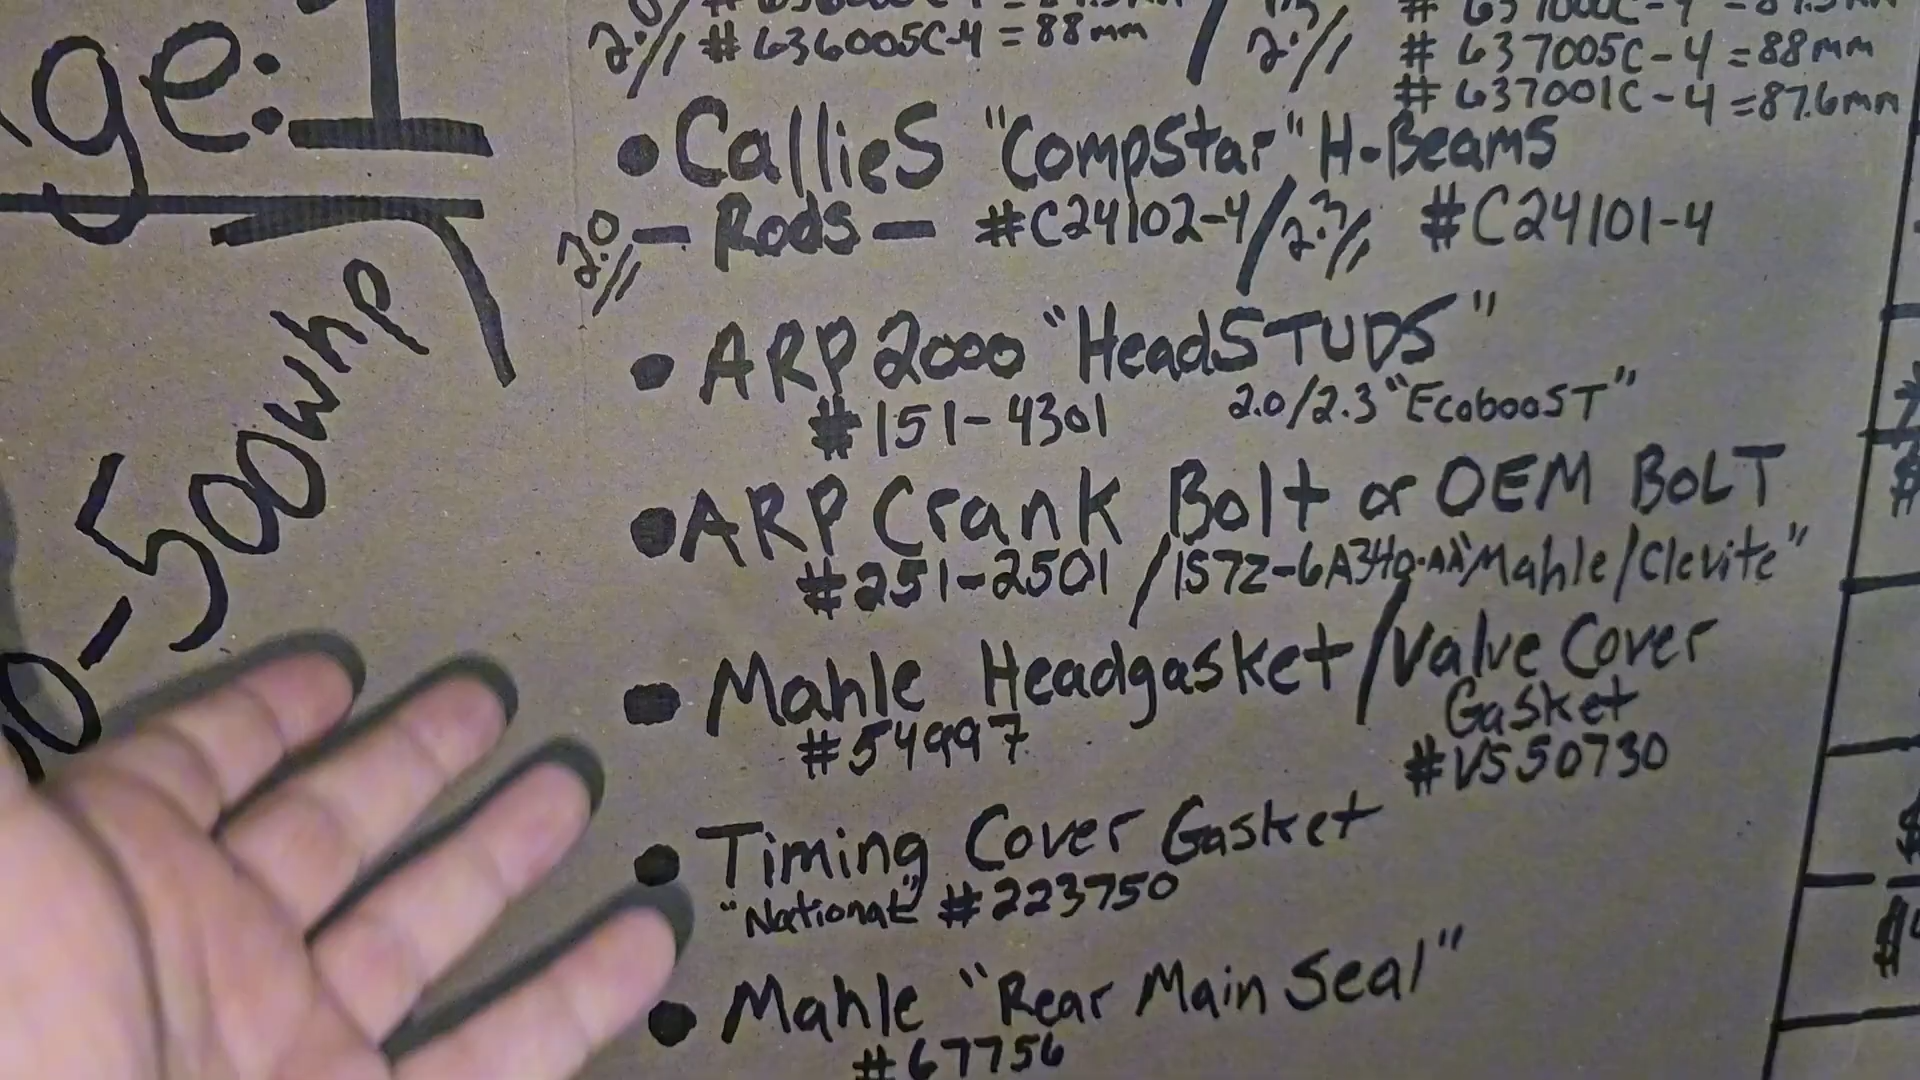 ge:1
-500whp
2.0// # 636005C-4 = 88mm / 2.3// # 637005C-4 = 88mm
# 637001C-4 = 87.6mm
• Callies "Compstar" H-Beams
2.0// — Rods — #C24102-4 / 2.3// #C24101-4
• ARP 2000 "HeadSTUDS"
#151-4301 2.0/2.3 "EcobooST"
• ARP Crank Bolt or OEM BOLT
#251-2501 / 1S7Z-6A340-AA "Mahle/Clevite"
• Mahle Headgasket / Valve Cover
Gasket
#54997 #VS50730
• Timing Cover Gasket
"National" #223750
• Mahle "Rear Main Seal"
#67756